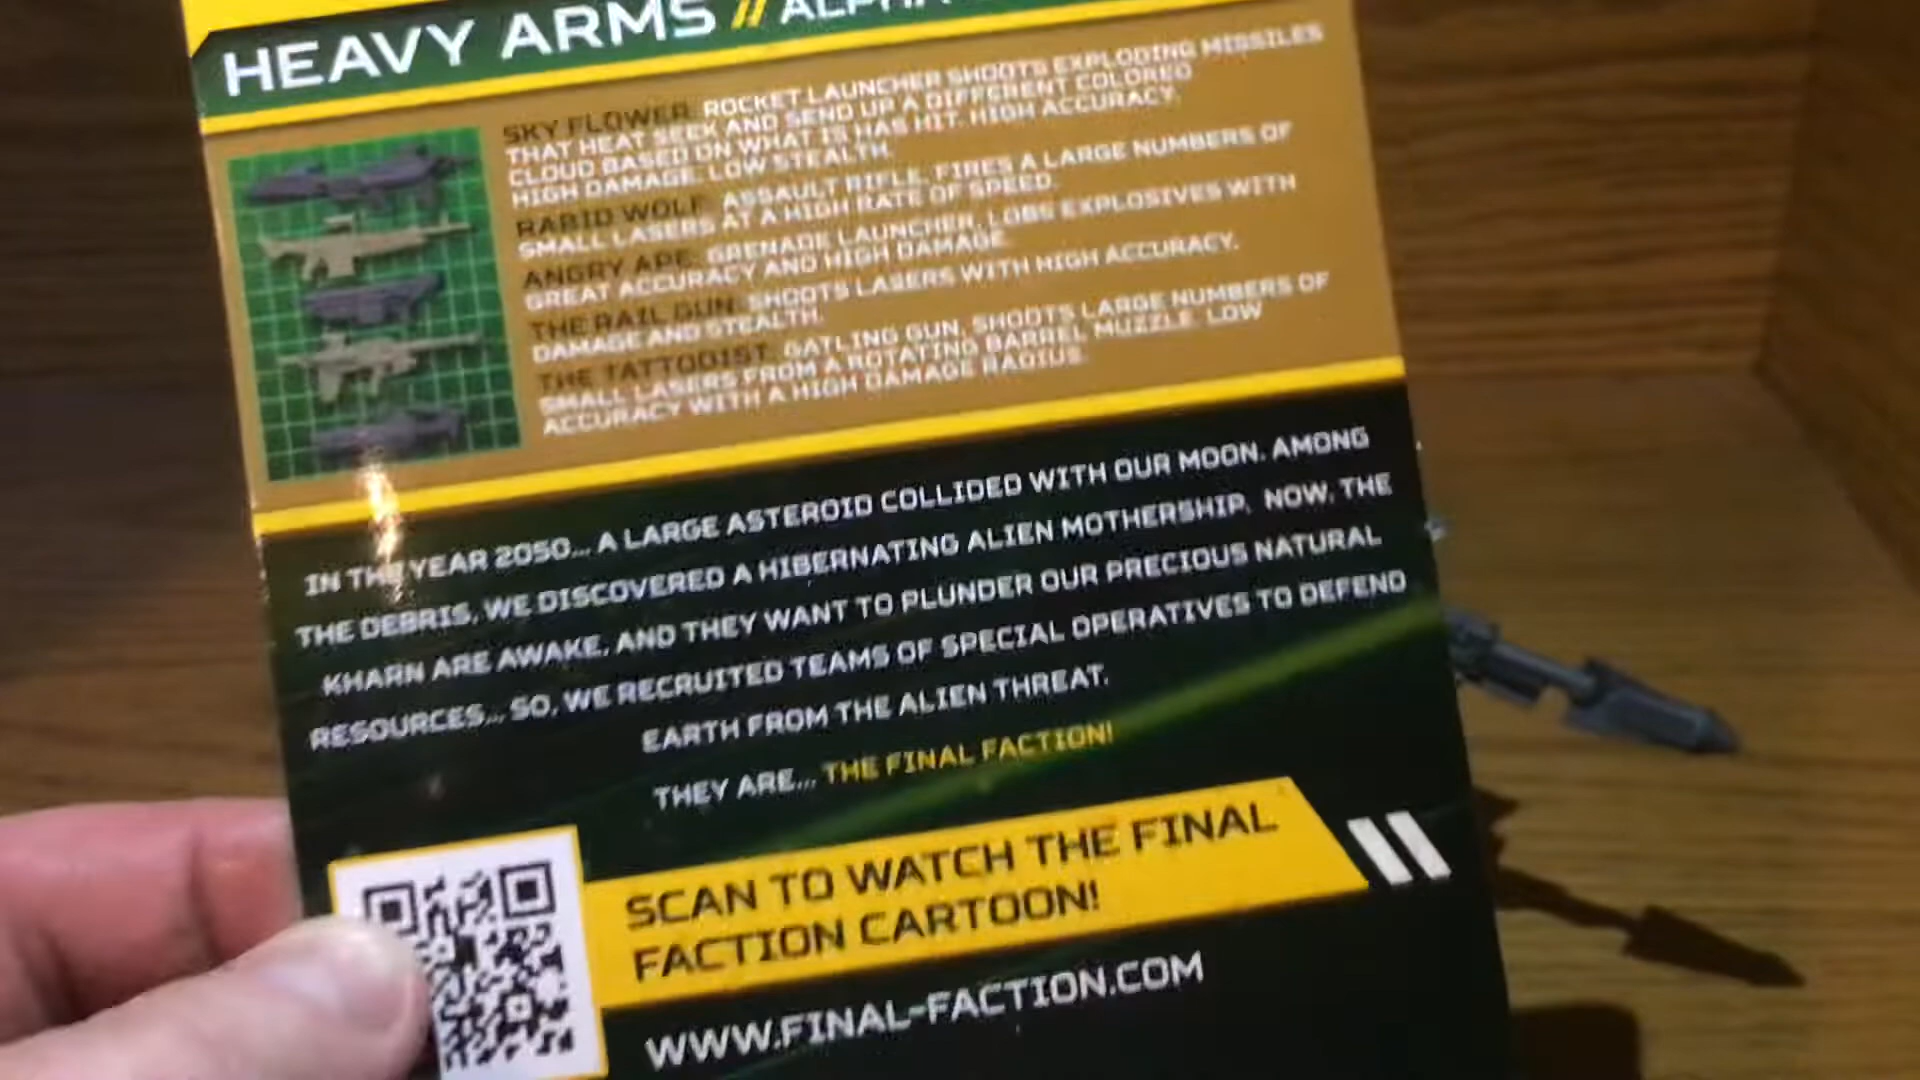 HEAVY ARMS // ALPHA
SKY FLOWER: ROCKET LAUNCHER SHOOTS EXPLODING MISSILES
THAT HEAT SEEK AND SEND UP A DIFFERENT COLORED
CLOUD BASED ON WHAT IS HAS HIT. HIGH ACCURACY.
HIGH DAMAGE. LOW STEALTH.
RABID WOLF: ASSAULT RIFLE. FIRES A LARGE NUMBERS OF
SMALL LASERS AT A HIGH RATE OF SPEED.
ANGRY APE: GRENADE LAUNCHER. LOBS EXPLOSIVES WITH
GREAT ACCURACY AND HIGH DAMAGE.
THE RAIL GUN: SHOOTS LASERS WITH HIGH ACCURACY,
DAMAGE AND STEALTH.
THE TATTOOIST: GATLING GUN. SHOOTS LARGE NUMBERS OF
SMALL LASERS FROM A ROTATING BARREL MUZZLE. LOW
ACCURACY WITH A HIGH DAMAGE RADIUS.
IN THE YEAR 2050... A LARGE ASTEROID COLLIDED WITH OUR MOON. AMONG
THE DEBRIS, WE DISCOVERED A HIBERNATING ALIEN MOTHERSHIP. NOW, THE
KHARN ARE AWAKE, AND THEY WANT TO PLUNDER OUR PRECIOUS NATURAL
RESOURCES... SO, WE RECRUITED TEAMS OF SPECIAL OPERATIVES TO DEFEND
EARTH FROM THE ALIEN THREAT.
THEY ARE... THE FINAL FACTION!
SCAN TO WATCH THE FINAL
FACTION CARTOON!
WWW.FINAL-FACTION.COM